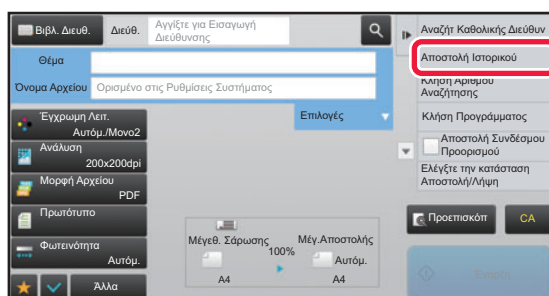 Βιβλ. Διευθ.
Διεύθ.
Αγγίξτε για Εισαγωγή
Διεύθυνσης
Θέμα
Όνομα Αρχείου
Ορισμένο στις Ρυθμίσεις Συστήματος
Επιλογές
Έγχρωμη Λειτ.
Αυτόμ./Μονο2
Ανάλυση
200x200dpi
Μορφή Αρχείου
PDF
Πρωτότυπο
Φωτεινότητα
Αυτόμ.
Άλλα
Μέγεθ. Σάρωσης
100%
Μέγ.Αποστολής
Αυτόμ.
A4
A4
Αναζήτ Καθολικής Διεύθυν
Αποστολή Ιστορικού
Κλήση Αριθμού
Αναζήτησης
Κλήση Προγράμματος
Αποστολή Συνδέσμου
Προορισμού
Ελέγξτε την κατάσταση
Αποστολή/Λήψη
Προεπισκόπ
CA
Έναρξη